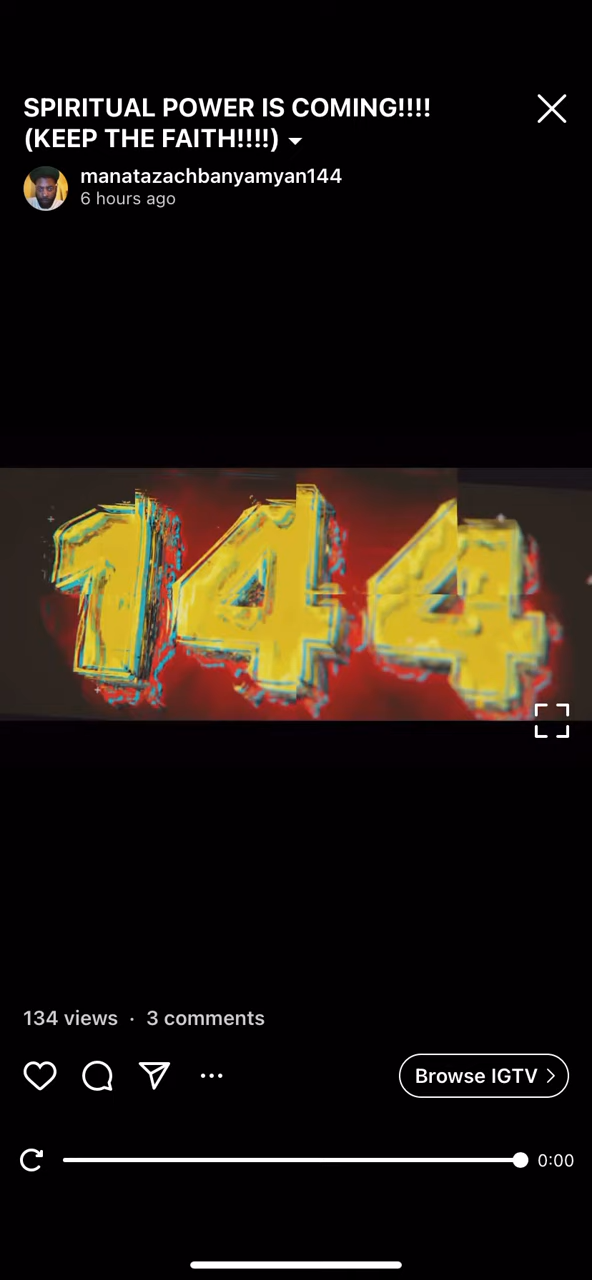 SPIRITUAL POWER IS COMING!!!!
(KEEP THE FAITH!!!!)
manatazachbanyamyan144
6 hours ago
144
134 views · 3 comments
Browse IGTV
0:00